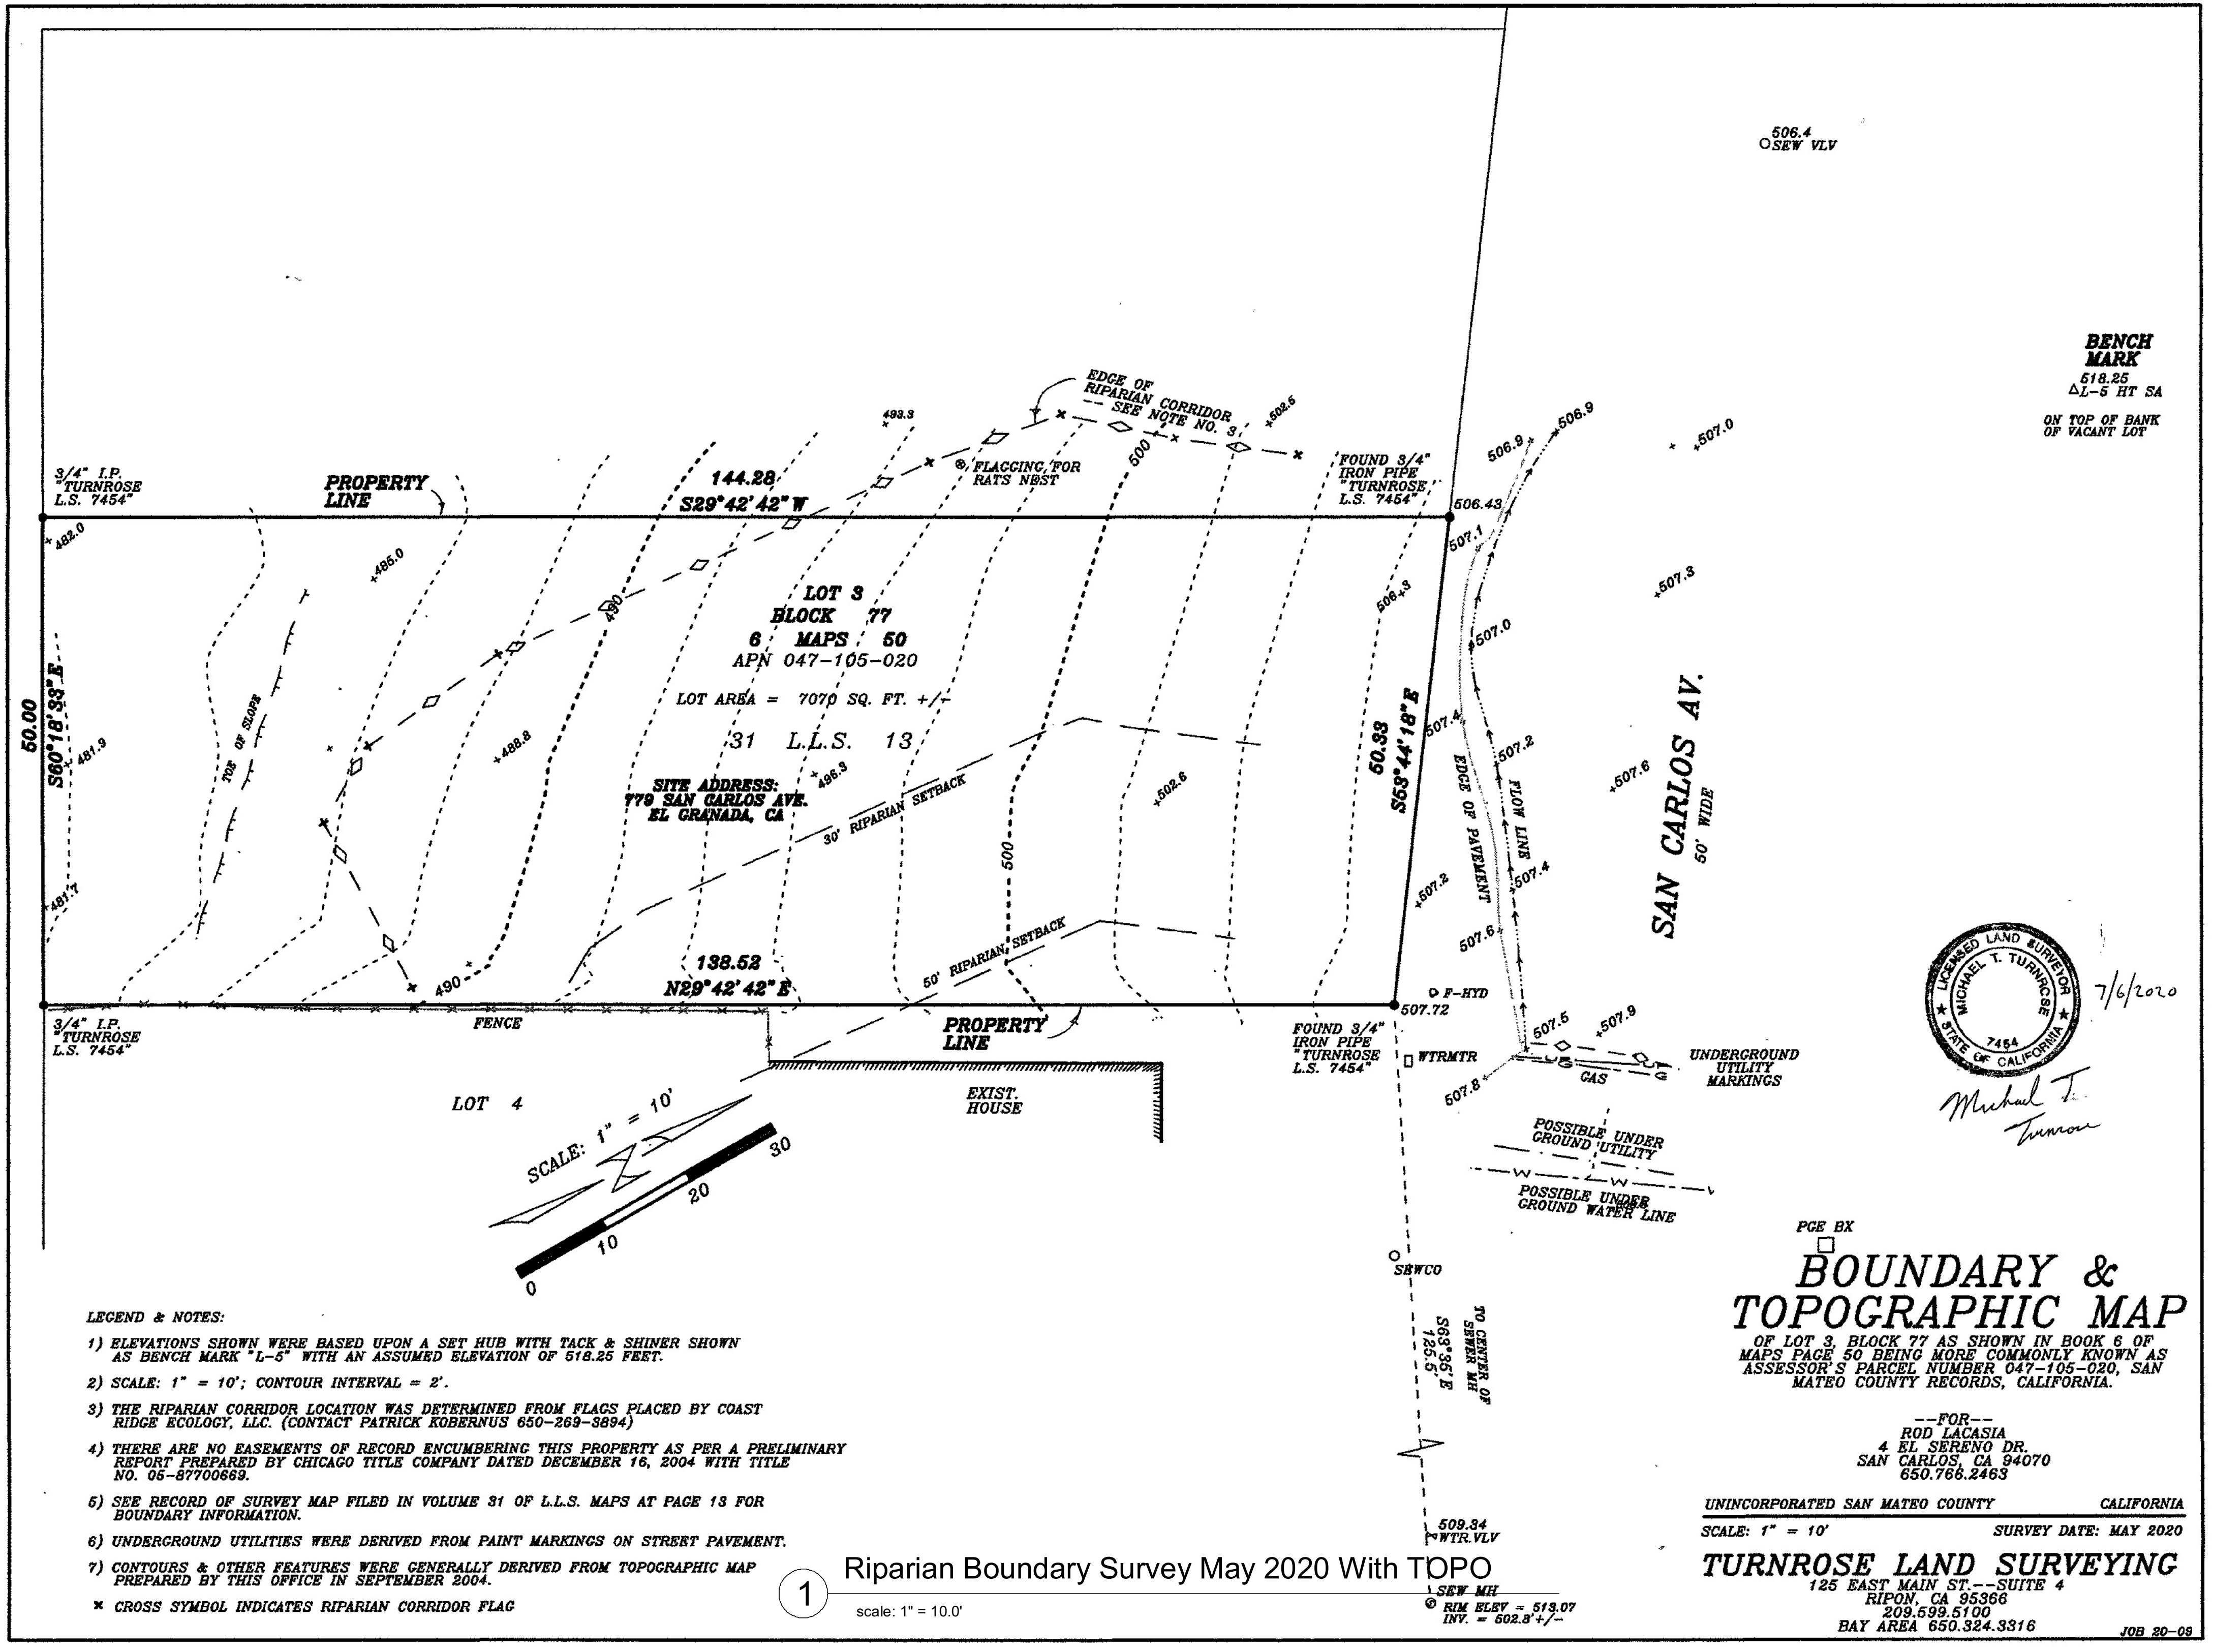 506.4
SEW VLV
BENCH
MARK
518.25
L-5 HT SA
ON TOP OF BANK
OF VACANT LOT
EDGE OF
RIPARIAN CORRIDOR
-- SEE NOTE NO. 3
493.3
502.5
506.9
506.9
507.0
500
FLAGGING FOR
RATS NEST
3/4" I.P.
"TURNROSE
L.S. 7454"
PROPERTY
LINE
144.28
S29°42'42" W
FOUND 3/4"
IRON PIPE
"TURNROSE
L.S. 7454"
506.43
507.1
482.0
485.0
490
LOT 3
BLOCK 77
6 MAPS 50
APN 047-105-020
LOT AREA = 7070 SQ. FT. +/-
31 L.L.S. 13
SITE ADDRESS:
779 SAN CARLOS AVE.
EL GRANADA, CA
506.3
507.3
507.0
50.00
S60°18'33" E
TOE OF SLOPE
481.9
488.8
496.3
502.6
30' RIPARIAN SETBACK
50.33
S53°44'18" E
507.4
507.2
507.6
EDGE OF PAVEMENT
FLOW LINE
SAN CARLOS AV.
50' WIDE
481.7
500
507.2
507.4
507.6
50' RIPARIAN SETBACK
490
138.52
N29°42'42" E
F-HYD
507.72
3/4" I.P.
"TURNROSE
L.S. 7454"
FENCE
PROPERTY
LINE
FOUND 3/4"
IRON PIPE
"TURNROSE
L.S. 7454"
WTRMTR
507.5
507.9
507.8
GAS
UNDERGROUND
UTILITY
MARKINGS
LICENSED LAND SURVEYOR
MICHAEL T. TURNROSE
7454
STATE OF CALIFORNIA
7/6/2020
Michael T.
Turnrose
LOT 4
EXIST.
HOUSE
SCALE: 1" = 10'
0
10
20
30
POSSIBLE UNDER
GROUND UTILITY
W
W
POSSIBLE UNDER
GROUND WATER LINE
PGE BX
SEWCO
TO CENTER OF
SEWER MH
S63°35' E
125.5'
509.34
WTR.VLV
SEW MH
RIM ELEV = 513.07
INV. = 502.8'+/-
LEGEND & NOTES:
1) ELEVATIONS SHOWN WERE BASED UPON A SET HUB WITH TACK & SHINER SHOWN
AS BENCH MARK "L-5" WITH AN ASSUMED ELEVATION OF 518.25 FEET.
2) SCALE: 1" = 10'; CONTOUR INTERVAL = 2'.
3) THE RIPARIAN CORRIDOR LOCATION WAS DETERMINED FROM FLAGS PLACED BY COAST
RIDGE ECOLOGY, LLC. (CONTACT PATRICK KOBERNUS 650-269-3894)
4) THERE ARE NO EASEMENTS OF RECORD ENCUMBERING THIS PROPERTY AS PER A PRELIMINARY
REPORT PREPARED BY CHICAGO TITLE COMPANY DATED DECEMBER 16, 2004 WITH TITLE
NO. 05-87700669.
5) SEE RECORD OF SURVEY MAP FILED IN VOLUME 31 OF L.L.S. MAPS AT PAGE 13 FOR
BOUNDARY INFORMATION.
6) UNDERGROUND UTILITIES WERE DERIVED FROM PAINT MARKINGS ON STREET PAVEMENT.
7) CONTOURS & OTHER FEATURES WERE GENERALLY DERIVED FROM TOPOGRAPHIC MAP
PREPARED BY THIS OFFICE IN SEPTEMBER 2004.
× CROSS SYMBOL INDICATES RIPARIAN CORRIDOR FLAG
1
Riparian Boundary Survey May 2020 With TOPO
scale: 1" = 10.0'
BOUNDARY &
TOPOGRAPHIC MAP
OF LOT 3, BLOCK 77 AS SHOWN IN BOOK 6 OF
MAPS PAGE 50 BEING MORE COMMONLY KNOWN AS
ASSESSOR'S PARCEL NUMBER 047-105-020, SAN
MATEO COUNTY RECORDS, CALIFORNIA.
--FOR--
ROD LACASIA
4 EL SERENO DR.
SAN CARLOS, CA 94070
650.766.2463
UNINCORPORATED SAN MATEO COUNTY CALIFORNIA
SCALE: 1" = 10' SURVEY DATE: MAY 2020
TURNROSE LAND SURVEYING
125 EAST MAIN ST.--SUITE 4
RIPON, CA 95366
209.599.5100
BAY AREA 650.324.3316
JOB 20-09